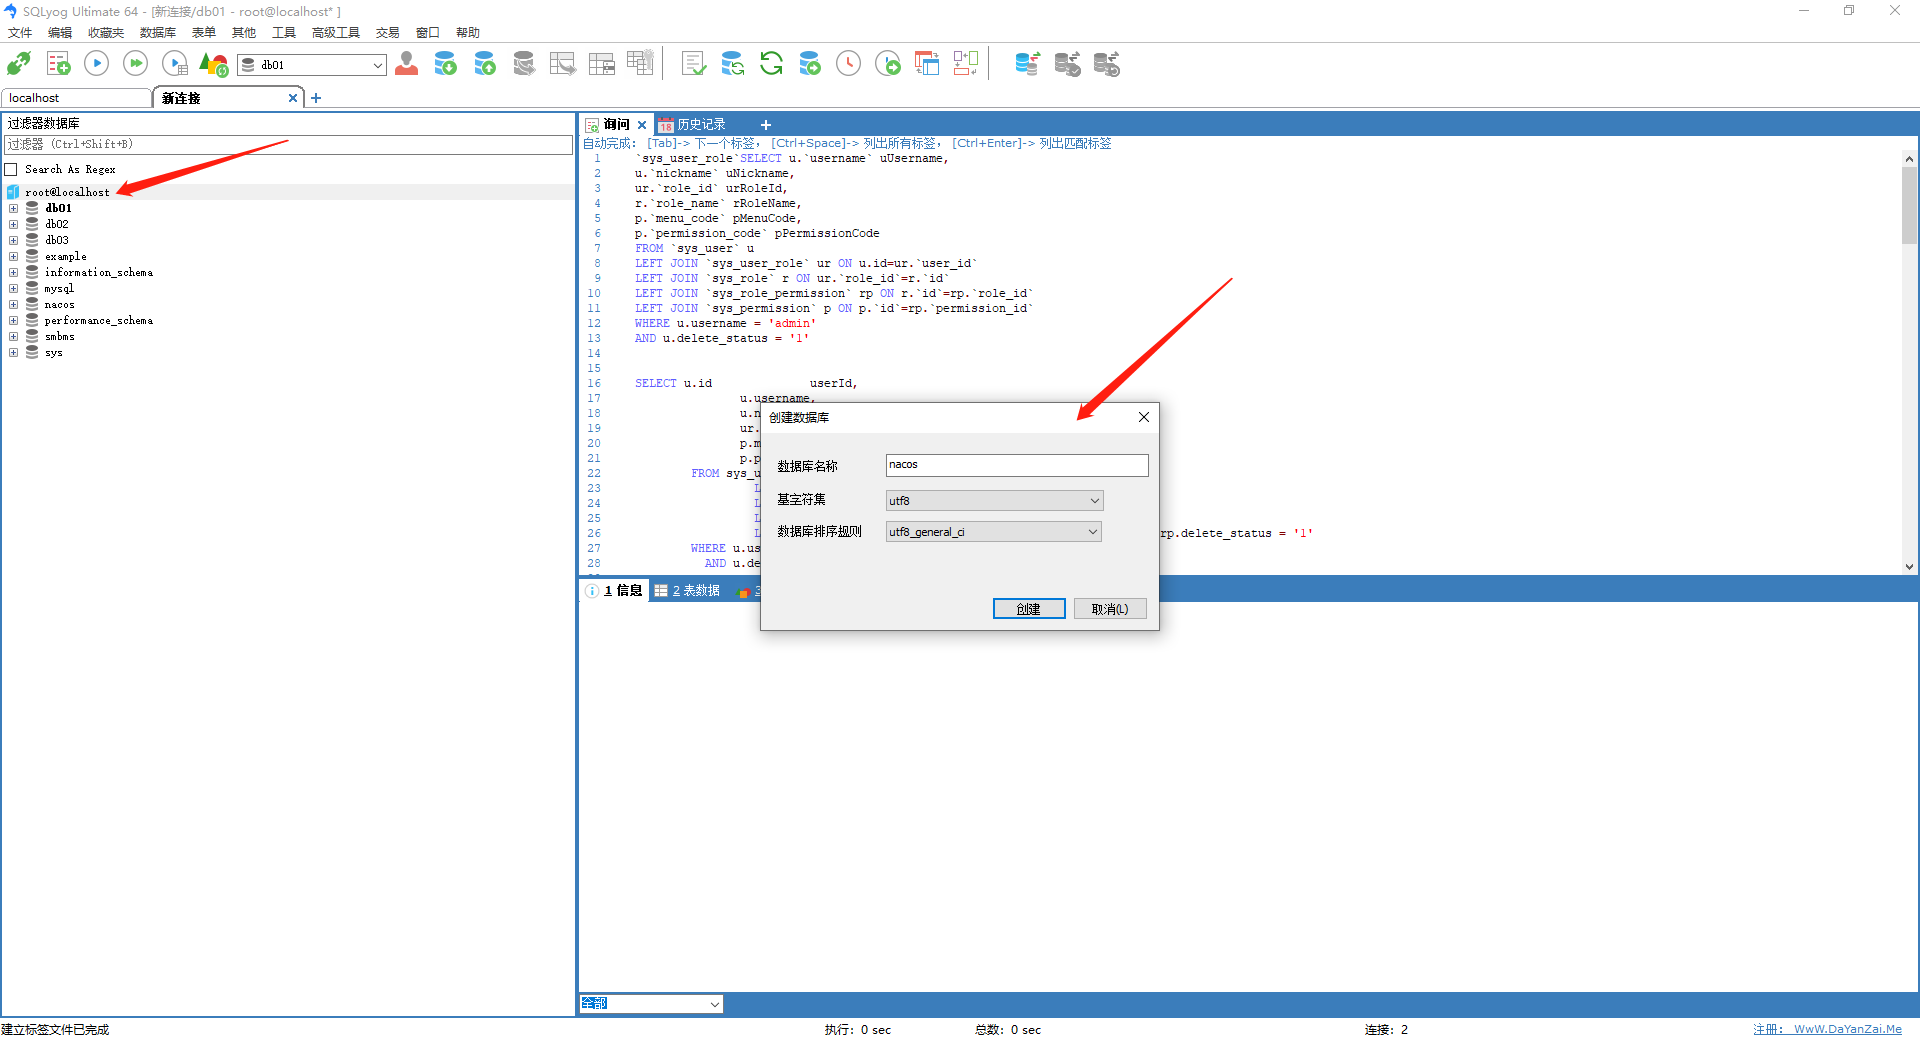 SQLyog Ultimate 64 - [新连接/db01 - root@localhost* ]
文件 编辑 收藏夹 数据库 表单 其他 工具 高级工具 交易 窗口 帮助
db01
localhost 新连接
过滤器数据库
过滤器 (Ctrl+Shift+B)
Search As Regex
root@localhost
db01
db02
db03
example
information_schema
mysql
nacos
performance_schema
smbms
sys
询问 18 历史记录
自动完成: [Tab]-> 下一个标签, [Ctrl+Space]-> 列出所有标签, [Ctrl+Enter]-> 列出匹配标签
1 `sys_user_role`SELECT u.`username` uUsername,
2 u.`nickname` uNickname,
3 ur.`role_id` urRoleId,
4 r.`role_name` rRoleName,
5 p.`menu_code` pMenuCode,
6 p.`permission_code` pPermissionCode
7 FROM `sys_user` u
8 LEFT JOIN `sys_user_role` ur ON u.id=ur.`user_id`
9 LEFT JOIN `sys_role` r ON ur.`role_id`=r.`id`
10 LEFT JOIN `sys_role_permission` rp ON r.`id`=rp.`role_id`
11 LEFT JOIN `sys_permission` p ON p.`id`=rp.`permission_id`
12 WHERE u.username = 'admin'
13 AND u.delete_status = '1'
14
15
16 SELECT u.id userId,
17 u.username,
18 u.n
19 ur.
20 p.m
21 p.p
22 FROM sys_u
23 L
24 L
25 L
26 L rp.delete_status = '1'
27 WHERE u.us
28 AND u.de
创建数据库
数据库名称 nacos
基字符集 utf8
数据库排序规则 utf8_general_ci
创建 取消(L)
1 信息 2 表数据 3
全部
建立标签文件已完成 执行: 0 sec 总数: 0 sec 连接: 2 注册: WwW.DaYanZai.Me